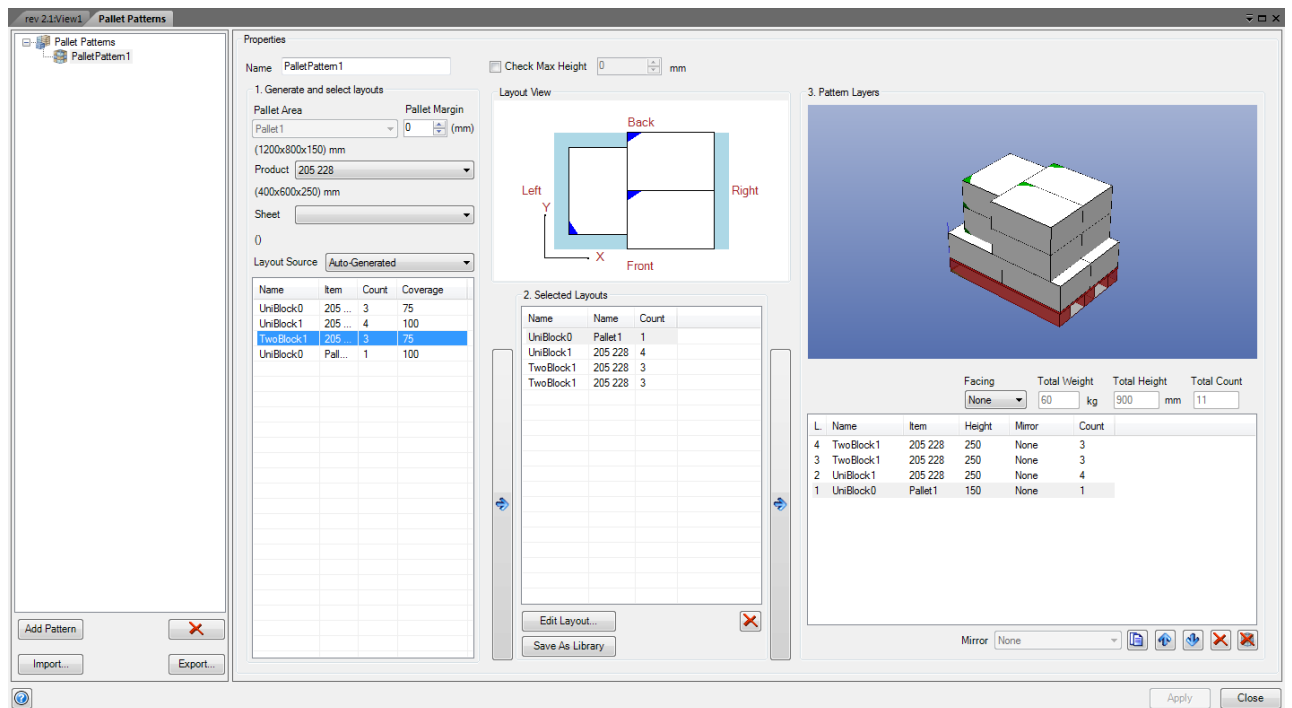 rev 2.1:View1 Pallet Patterns
Pallet Patterns
PalletPattern1
Add Pattern
Import... Export...
Properties
Name PalletPattern1
Check Max Height 0 mm
1. Generate and select layouts
Pallet Area Pallet Margin
Pallet1 0 (mm)
(1200x800x150) mm
Product 205 228
(400x600x250) mm
Sheet
()
Layout Source Auto-Generated
Name Item Count Coverage
UniBlock0 205 ... 3 75
UniBlock1 205 ... 4 100
TwoBlock1 205 ... 3 75
UniBlock0 Pall... 1 100
Layout View
Back
Left Right
Y
X
Front
2. Selected Layouts
Name Name Count
UniBlock0 Pallet1 1
UniBlock1 205 228 4
TwoBlock1 205 228 3
TwoBlock1 205 228 3
Edit Layout...
Save As Library
3. Pattern Layers
Facing Total Weight Total Height Total Count
None 60 kg 900 mm 11
L. Name Item Height Mirror Count
4 TwoBlock1 205 228 250 None 3
3 TwoBlock1 205 228 250 None 3
2 UniBlock1 205 228 250 None 4
1 UniBlock0 Pallet1 150 None 1
Mirror None
Apply Close